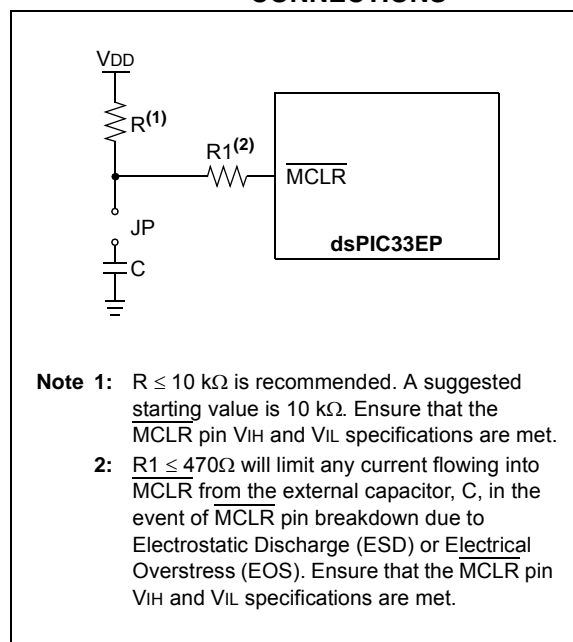 CONNECTIONS
VDD
R(1)
R1(2)
MCLR
JP
dsPIC33EP
C
Note 1: R ≤ 10 kΩ is recommended. A suggested
starting value is 10 kΩ. Ensure that the
MCLR pin VIH and VIL specifications are met.
2: R1 ≤ 470Ω will limit any current flowing into
MCLR from the external capacitor, C, in the
event of MCLR pin breakdown due to
Electrostatic Discharge (ESD) or Electrical
Overstress (EOS). Ensure that the MCLR pin
VIH and VIL specifications are met.